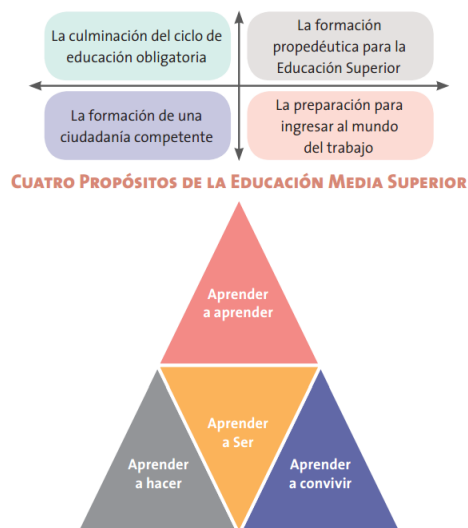 La culminación del ciclo de
educación obligatoria
La formación
propedéutica para la
Educación Superior
La formación de una
ciudadanía competente
La preparación para
ingresar al mundo
del trabajo
Cuatro Propósitos de la Educación Media Superior
Aprender
a aprender
Aprender
a Ser
Aprender
a hacer
Aprender
a convivir